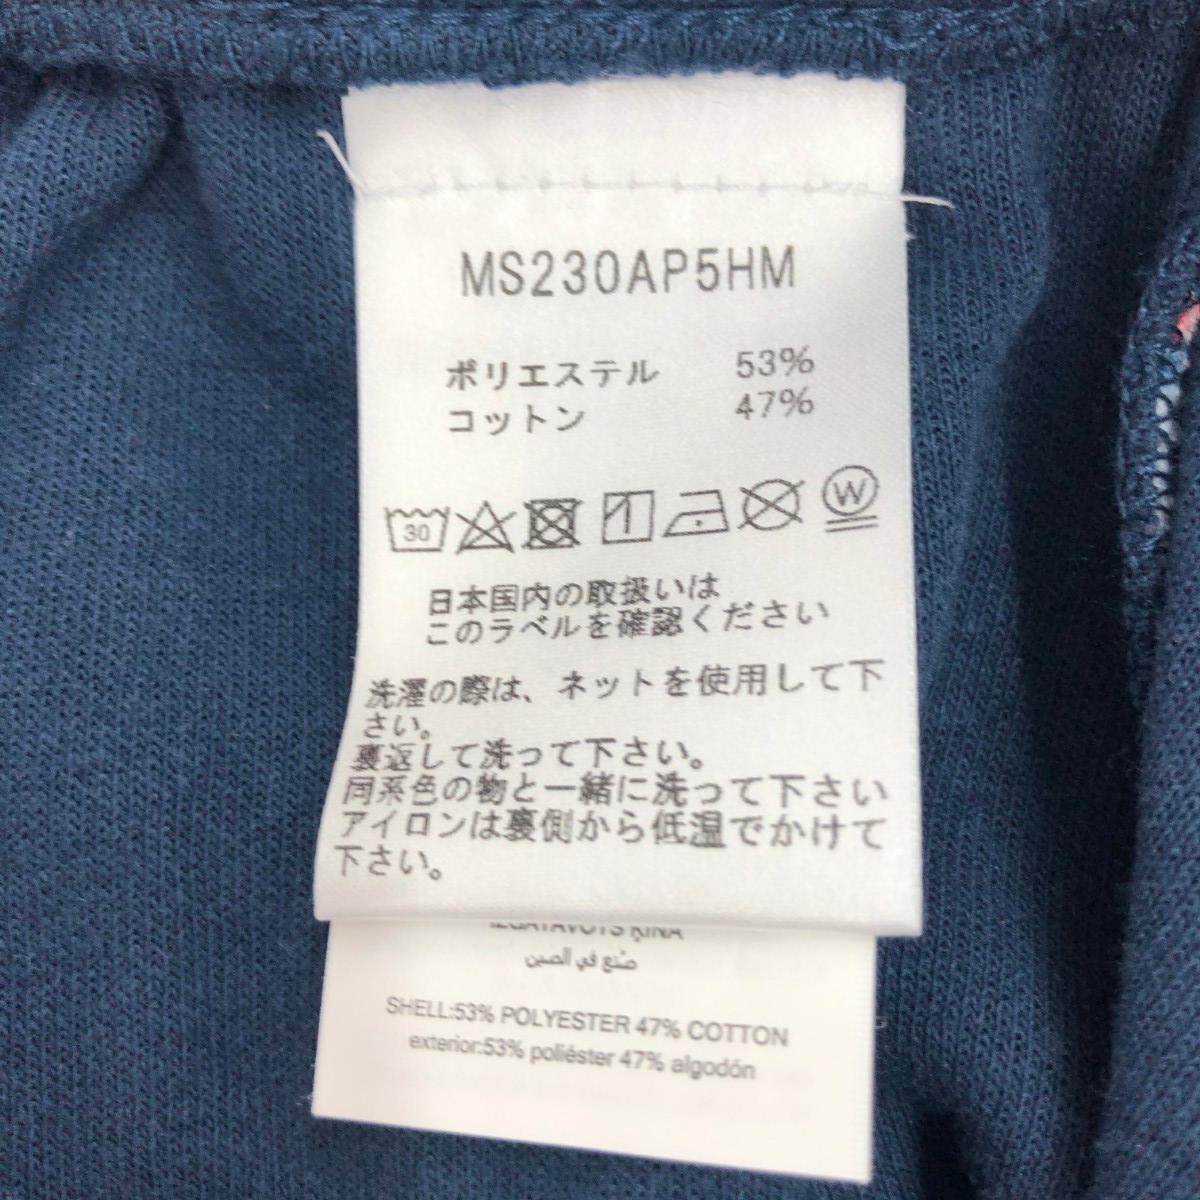 MS230AP5HM
ポリエステル 53%
コットン 47%
30
W
日本国内の取扱いは
このラベルを確認ください
洗濯の際は、ネットを使用して下
さい。
裏返して洗って下さい。
同系色の物と一緒に洗って下さい
アイロンは裏側から低温でかけて
下さい。
IZGATAVOTS ĶĪNĀ
صنع في الصين
SHELL:53% POLYESTER 47% COTTON
exterior:53% poliéster 47% algodón